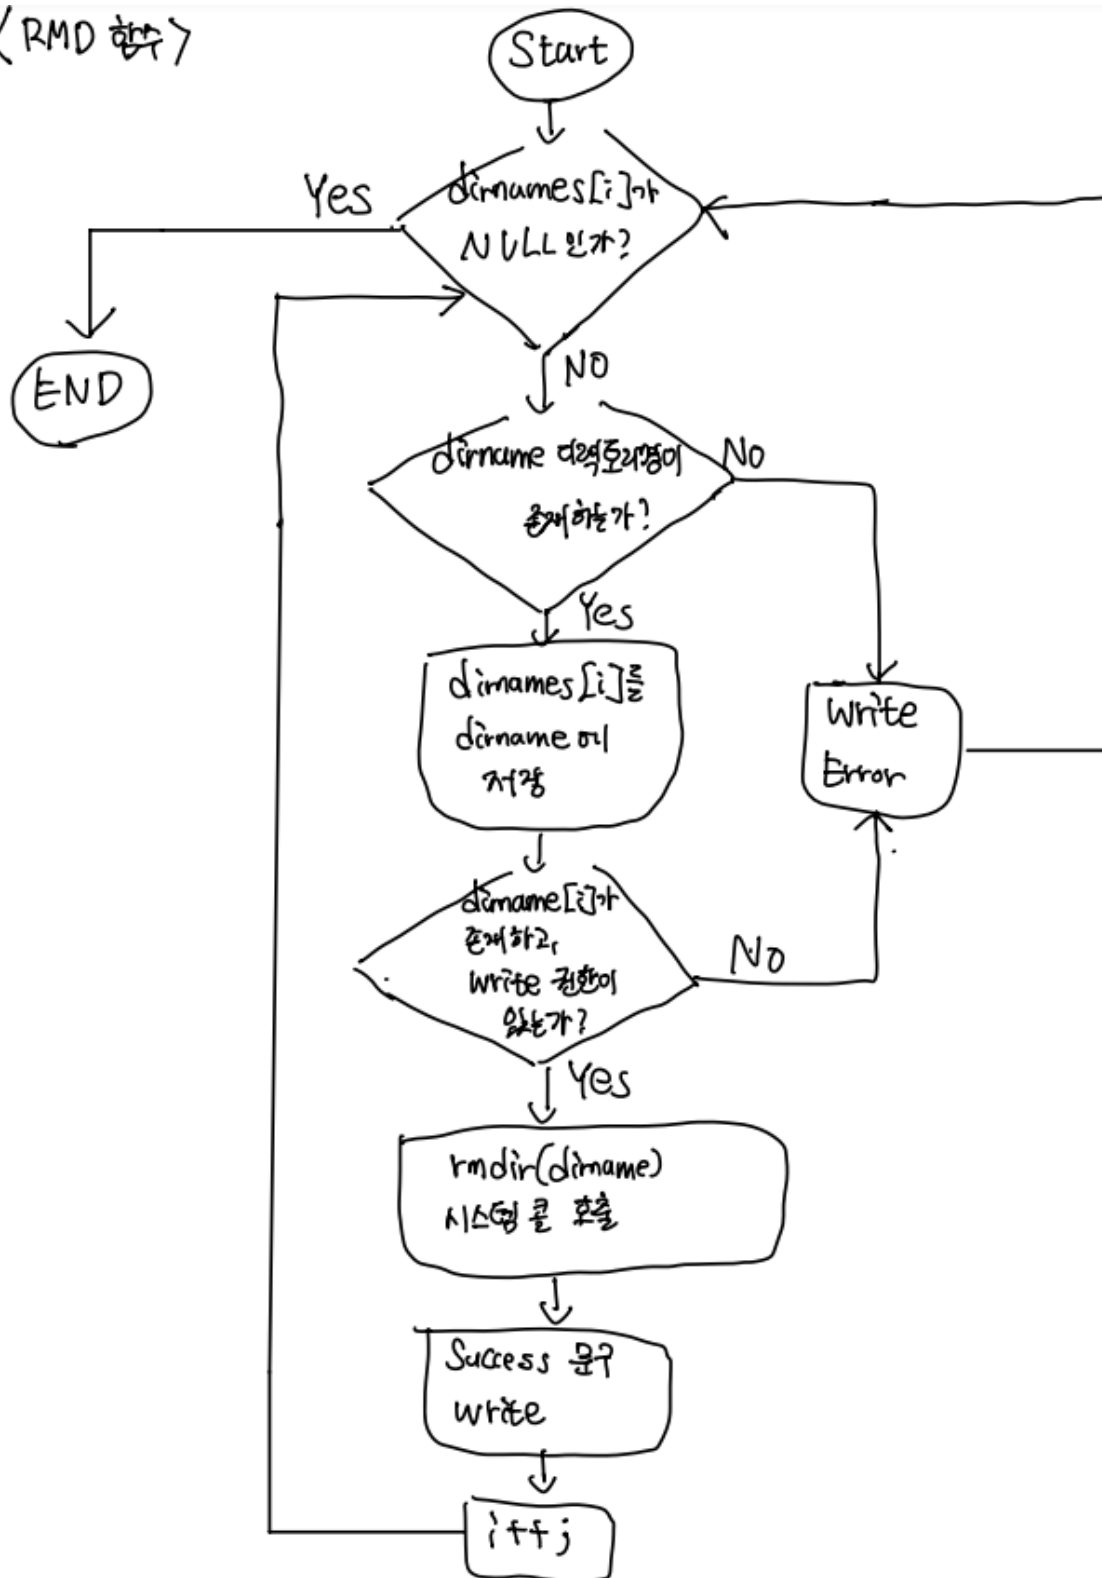 <RMD 함수>
Start
dirnames[i]가
NULL인가?
Yes
END
NO
dirname 디렉토리명이
존재하는가?
No
Yes
dirnames[i]를
dirname에
저장
Write
Error
dirname[i]가
존재하고,
write 권한이
있는가?
No
Yes
rmdir(dirname)
시스템 콜 호출
Success 문구
write
i++;